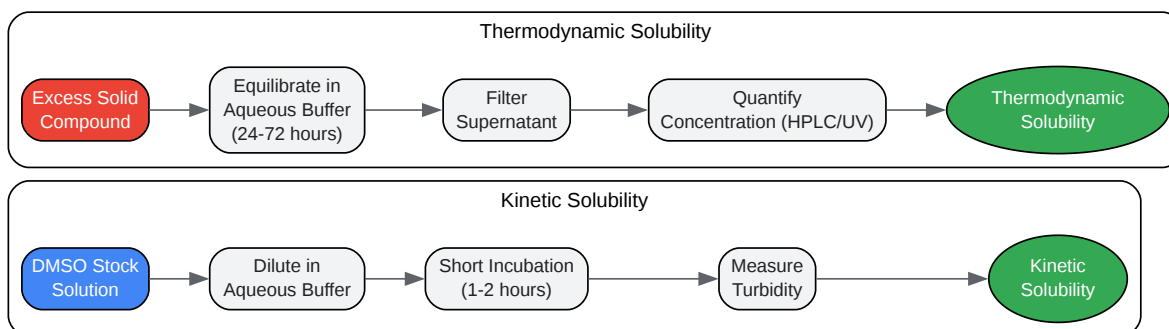 Thermodynamic Solubility
Excess Solid
Compound
Equilibrate in
Aqueous Buffer
(24-72 hours)
Filter
Supernatant
Quantify
Concentration (HPLC/UV)
Thermodynamic
Solubility
Kinetic Solubility
DMSO Stock
Solution
Dilute in
Aqueous Buffer
Short Incubation
(1-2 hours)
Measure
Turbidity
Kinetic
Solubility